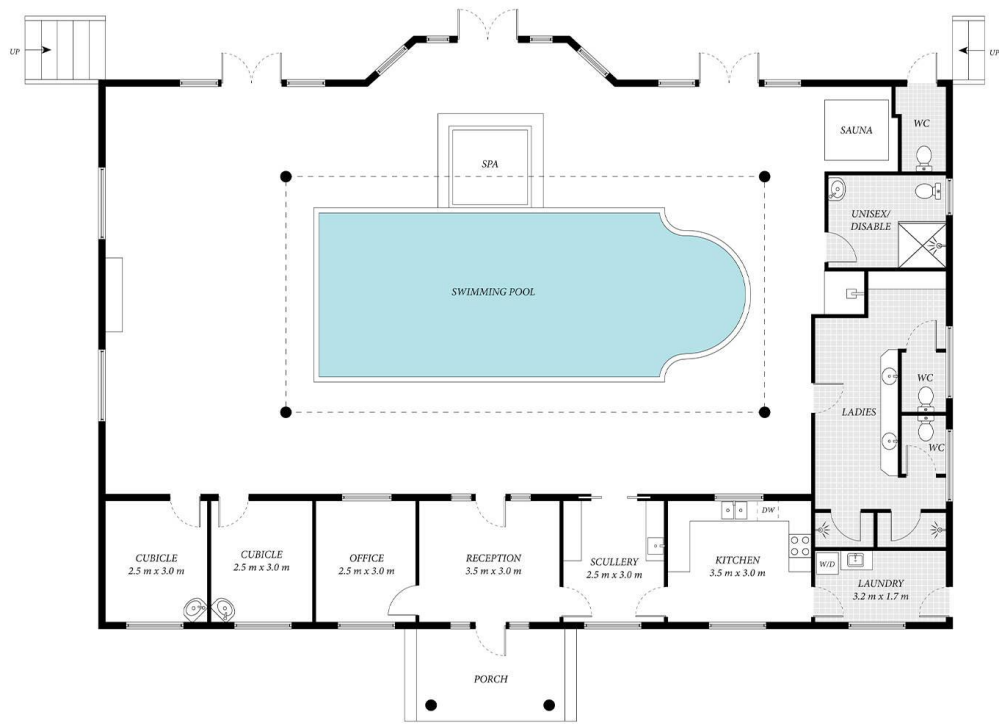 UP
UP
SAUNA
WC
SPA
UNISEX/
DISABLE
SWIMMING POOL
WC
LADIES
WC
DW
CUBICLE
2.5 m x 3.0 m
CUBICLE
2.5 m x 3.0 m
OFFICE
2.5 m x 3.0 m
RECEPTION
3.5 m x 3.0 m
SCULLERY
2.5 m x 3.0 m
KITCHEN
3.5 m x 3.0 m
W/D
LAUNDRY
3.2 m x 1.7 m
PORCH